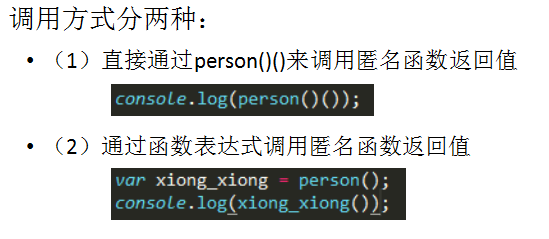 调用方式分两种：
• （1）直接通过person()()来调用匿名函数返回值
console.log(person()());
• （2）通过函数表达式调用匿名函数返回值
var xiong_xiong = person();
console.log(xiong_xiong());